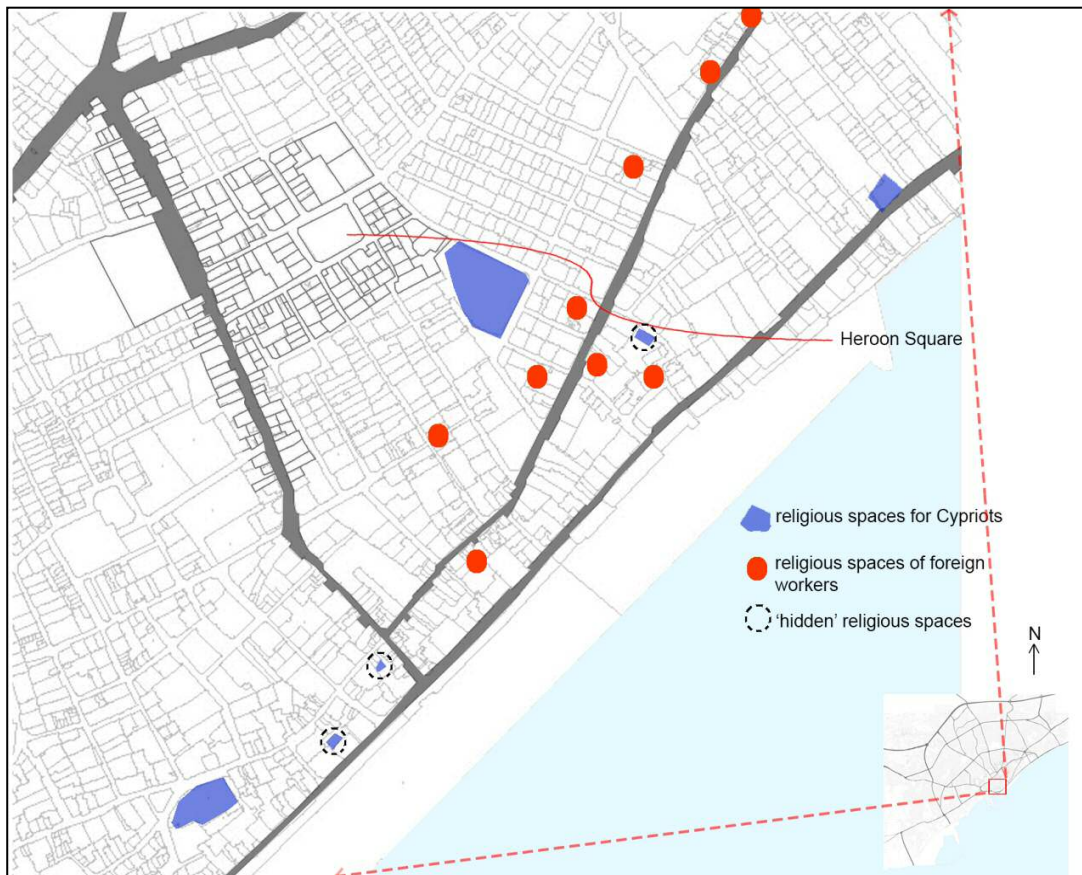 Heroon Square
religious spaces for Cypriots
religious spaces of foreign
workers
‘hidden’ religious spaces
N